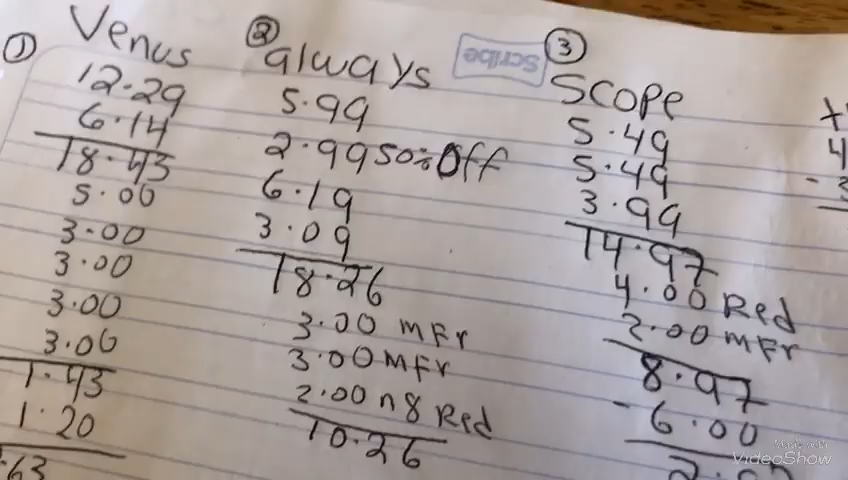 ①
Venus
12.29
6.14
18.43
5.00
3.00
3.00
3.00
3.00
1.43
1.20
.63
②
always
5.99
2.99 50% Off
6.19
3.09
18.26
3.00 mFr
3.00 mFr
2.00 n8 Red
10.26
Scribe
③
Scope
5.49
5.49
3.99
14.97
4.00 Red
2.00 mFr
8.97
- 6.00
4
- 3
Made with
VideoShow